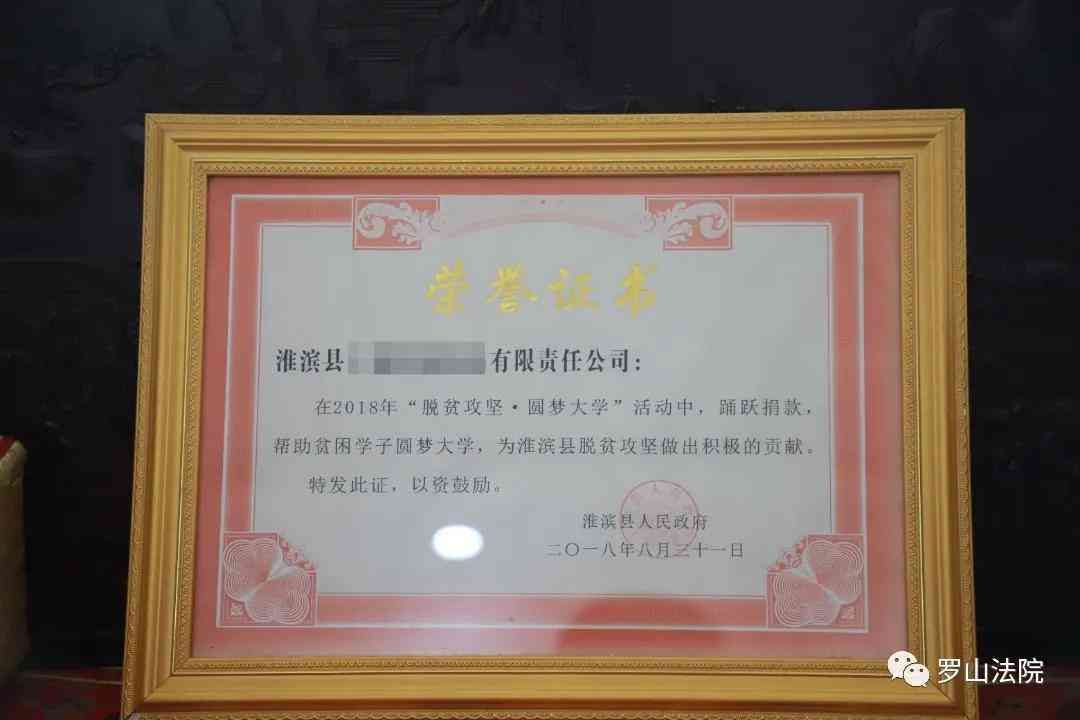 荣誉证书
淮滨县 有限责任公司：
在2018年“脱贫攻坚·圆梦大学”活动中，踊跃捐款，
帮助贫困学子圆梦大学，为淮滨县脱贫攻坚做出积极的贡献。
特发此证，以资鼓励。
淮滨县人民政府
二〇一八年八月三十一日
罗山法院